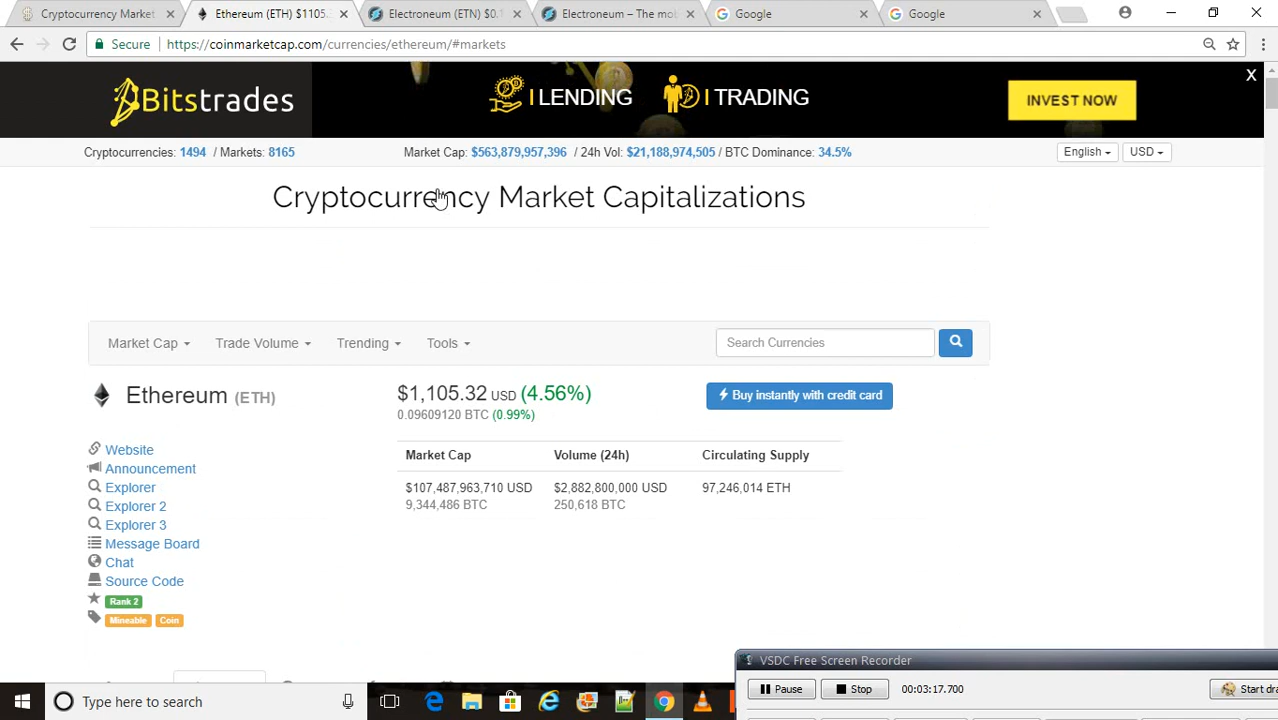 Cryptocurrency Market Ethereum (ETH) $1105. Electroneum (ETN) $0.1 Electroneum – The mob Google Google
Secure https://coinmarketcap.com/currencies/ethereum/#markets
Bitstrades LENDING TRADING INVEST NOW X
Cryptocurrencies: 1494 / Markets: 8165 Market Cap: $563,879,957,396 / 24h Vol: $21,188,974,505 / BTC Dominance: 34.5% English USD
Cryptocurrency Market Capitalizations
Market Cap Trade Volume Trending Tools Search Currencies
Ethereum (ETH) $1,105.32 USD (4.56%) Buy instantly with credit card
0.09609120 BTC (0.99%)
Website
Market Cap Volume (24h) Circulating Supply
Announcement
Explorer $107,487,963,710 USD $2,882,800,000 USD 97,246,014 ETH
Explorer 2 9,344,486 BTC 250,618 BTC
Explorer 3
Message Board
Chat
Source Code
Rank 2
Mineable Coin
VSDC Free Screen Recorder
Pause Stop 00:03:17.700 Start dra
Type here to search